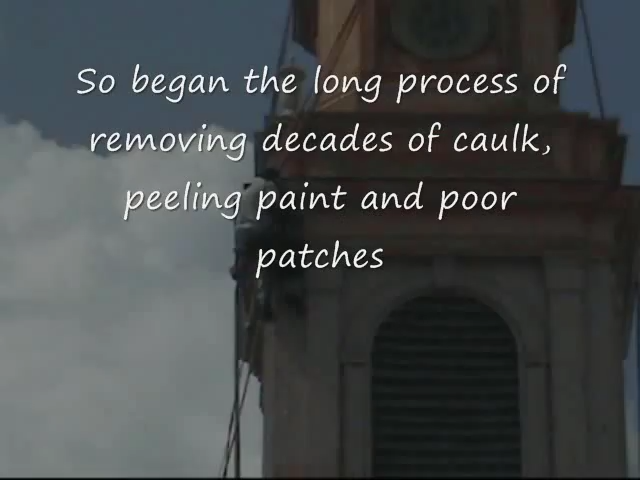 So began the long process of
removing decades of caulk,
peeling paint and poor
patches